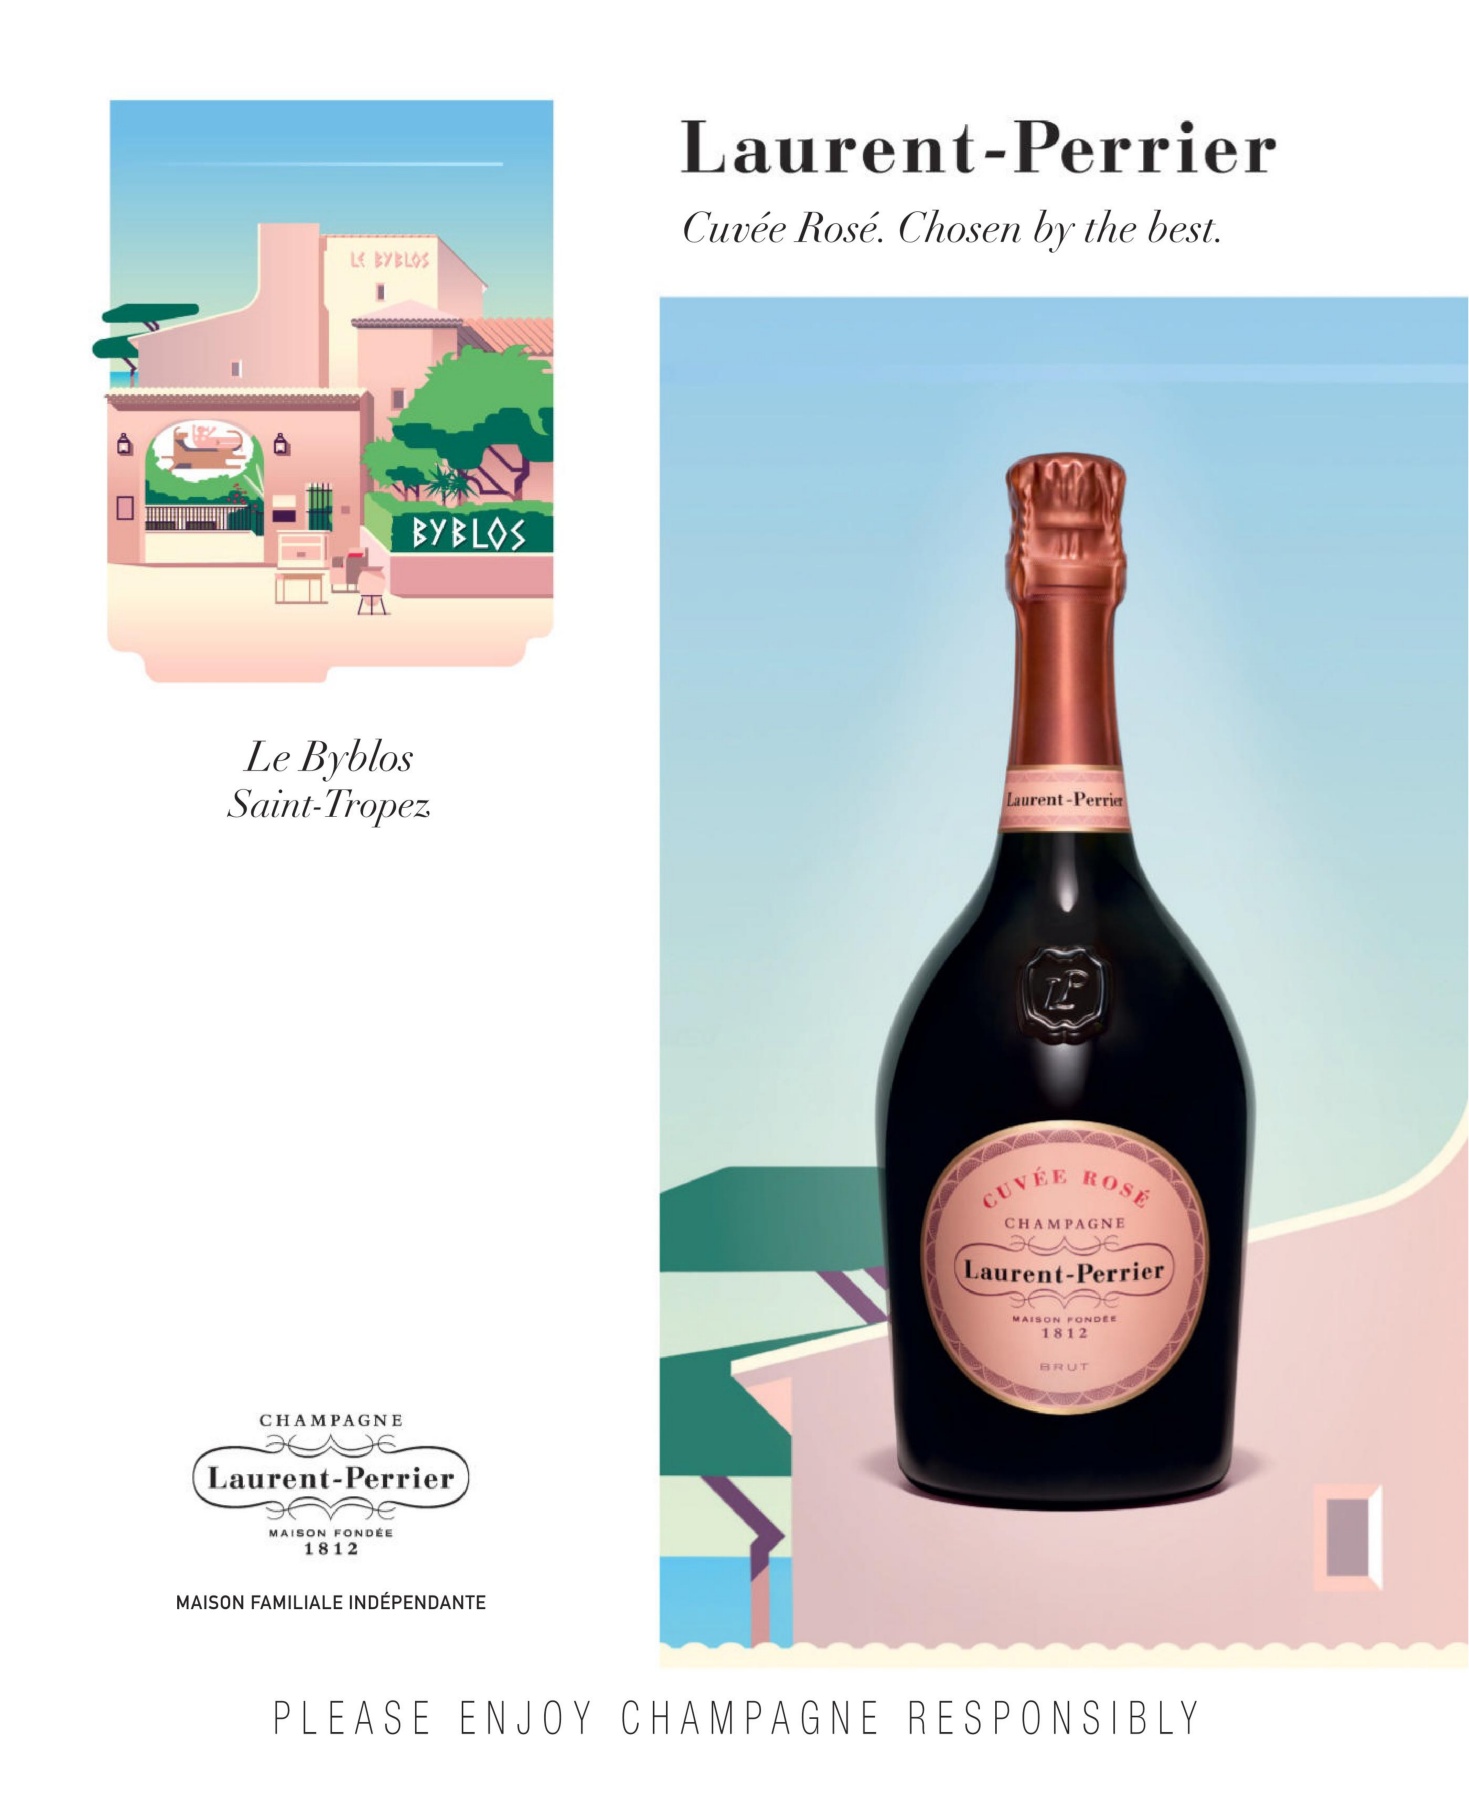 Laurent-Perrier
Cuvée Rosé. Chosen by the best.
LE BYBLOS
BYBLOS
Le Byblos
Saint-Tropez
Laurent-Perrier
LP
CUVÉE ROSÉ
CHAMPAGNE
Laurent-Perrier
MAISON FONDÉE
1812
BRUT
CHAMPAGNE
Laurent-Perrier
MAISON FONDÉE
1812
MAISON FAMILIALE INDÉPENDANTE
PLEASE ENJOY CHAMPAGNE RESPONSIBLY